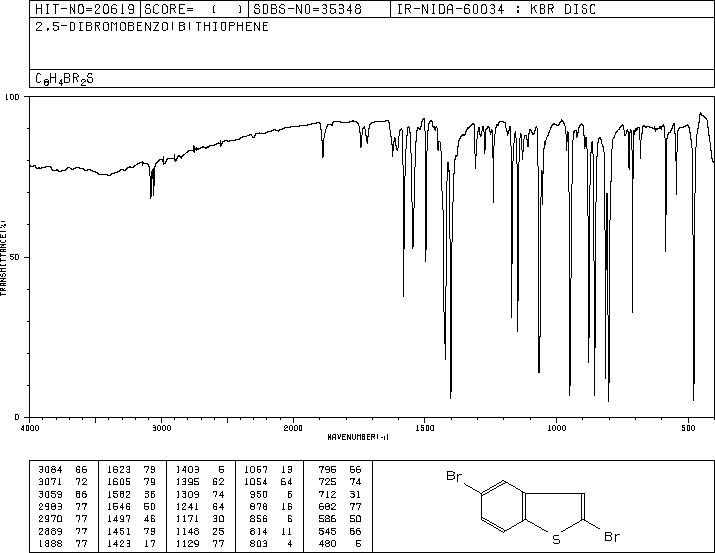 HIT-NO=20619 SCORE= ( ) SDBS-NO=35348 IR-NIDA-60034 : KBR DISC
2,5-DIBROMOBENZO(B)THIOPHENE
C8H4BR2S
100
50
0
TRANSMITTANCE(%)
4000 3000 2000 1500 1000 500
WAVENUMBER(-1)
3084 66 1623 79 1403 5 1067 13 796 56
3071 72 1605 79 1395 62 1054 64 725 74
3059 66 1582 36 1309 74 950 6 712 31
2983 77 1546 50 1241 64 878 16 682 77
2970 77 1497 46 1171 30 856 6 586 50
2889 77 1451 79 1148 25 814 11 545 66
1888 77 1423 17 1129 77 803 4 480 5
Br
S
Br